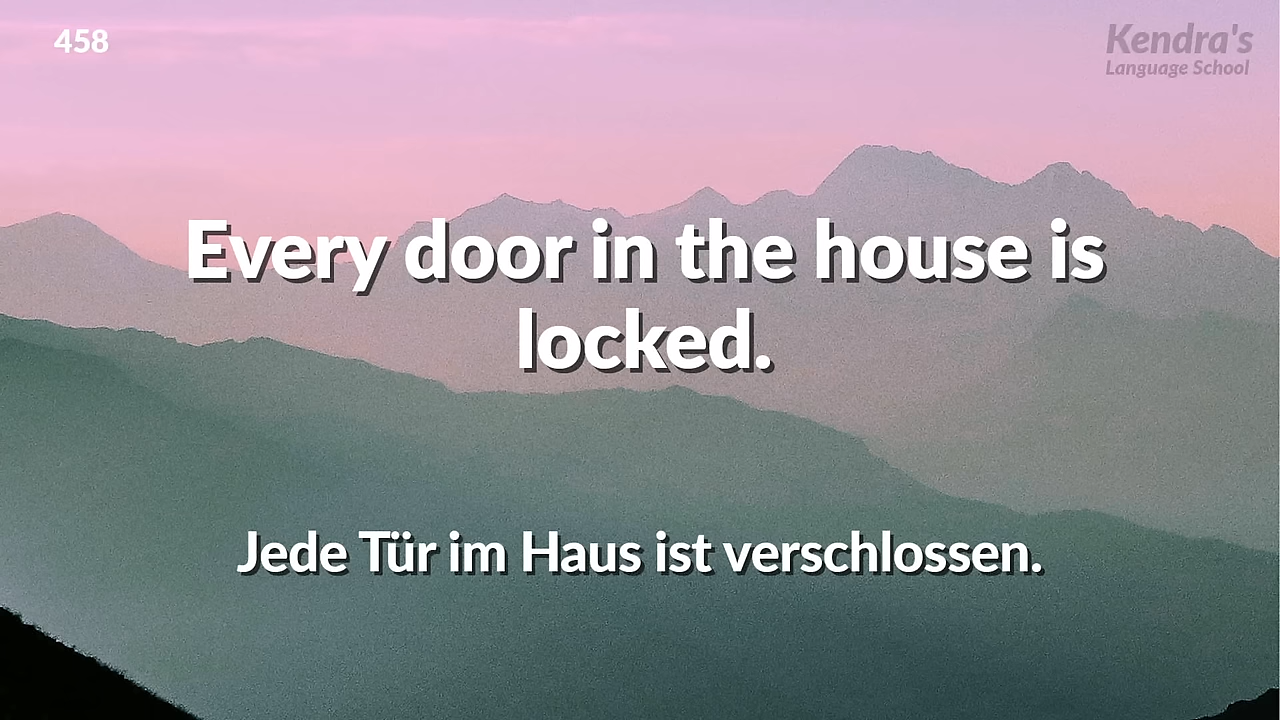 458
Kendra's
Language School
Every door in the house is
locked.
Jede Tür im Haus ist verschlossen.